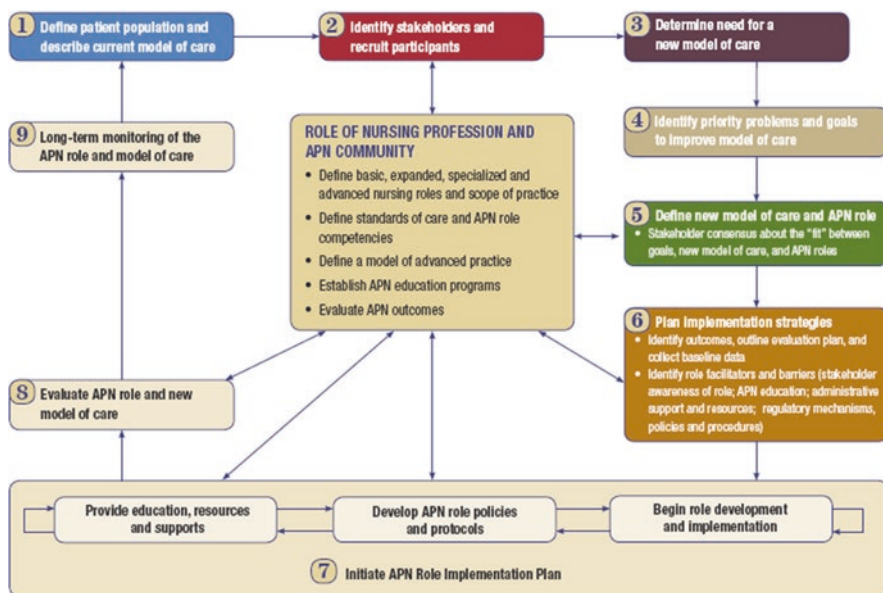 1 Define patient population and
describe current model of care
2 Identify stakeholders and
recruit participants
3 Determine need for a
new model of care
9 Long-term monitoring of the
APN role and model of care
ROLE OF NURSING PROFESSION AND
APN COMMUNITY
• Define basic, expanded, specialized and
advanced nursing roles and scope of practice
• Define standards of care and APN role
competencies
• Define a model of advanced practice
• Establish APN education programs
• Evaluate APN outcomes
4 Identify priority problems and goals
to improve model of care
5 Define new model of care and APN role
• Stakeholder consensus about the "fit" between
goals, new model of care, and APN roles
6 Plan implementation strategies
• Identify outcomes, outline evaluation plan, and
collect baseline data
• Identify role facilitators and barriers (stakeholder
awareness of role; APN education; administrative
support and resources; regulatory mechanisms,
policies and procedures)
8 Evaluate APN role and new
model of care
Provide education, resources
and supports
Develop APN role policies
and protocols
Begin role development
and implementation
7 Initiate APN Role Implementation Plan